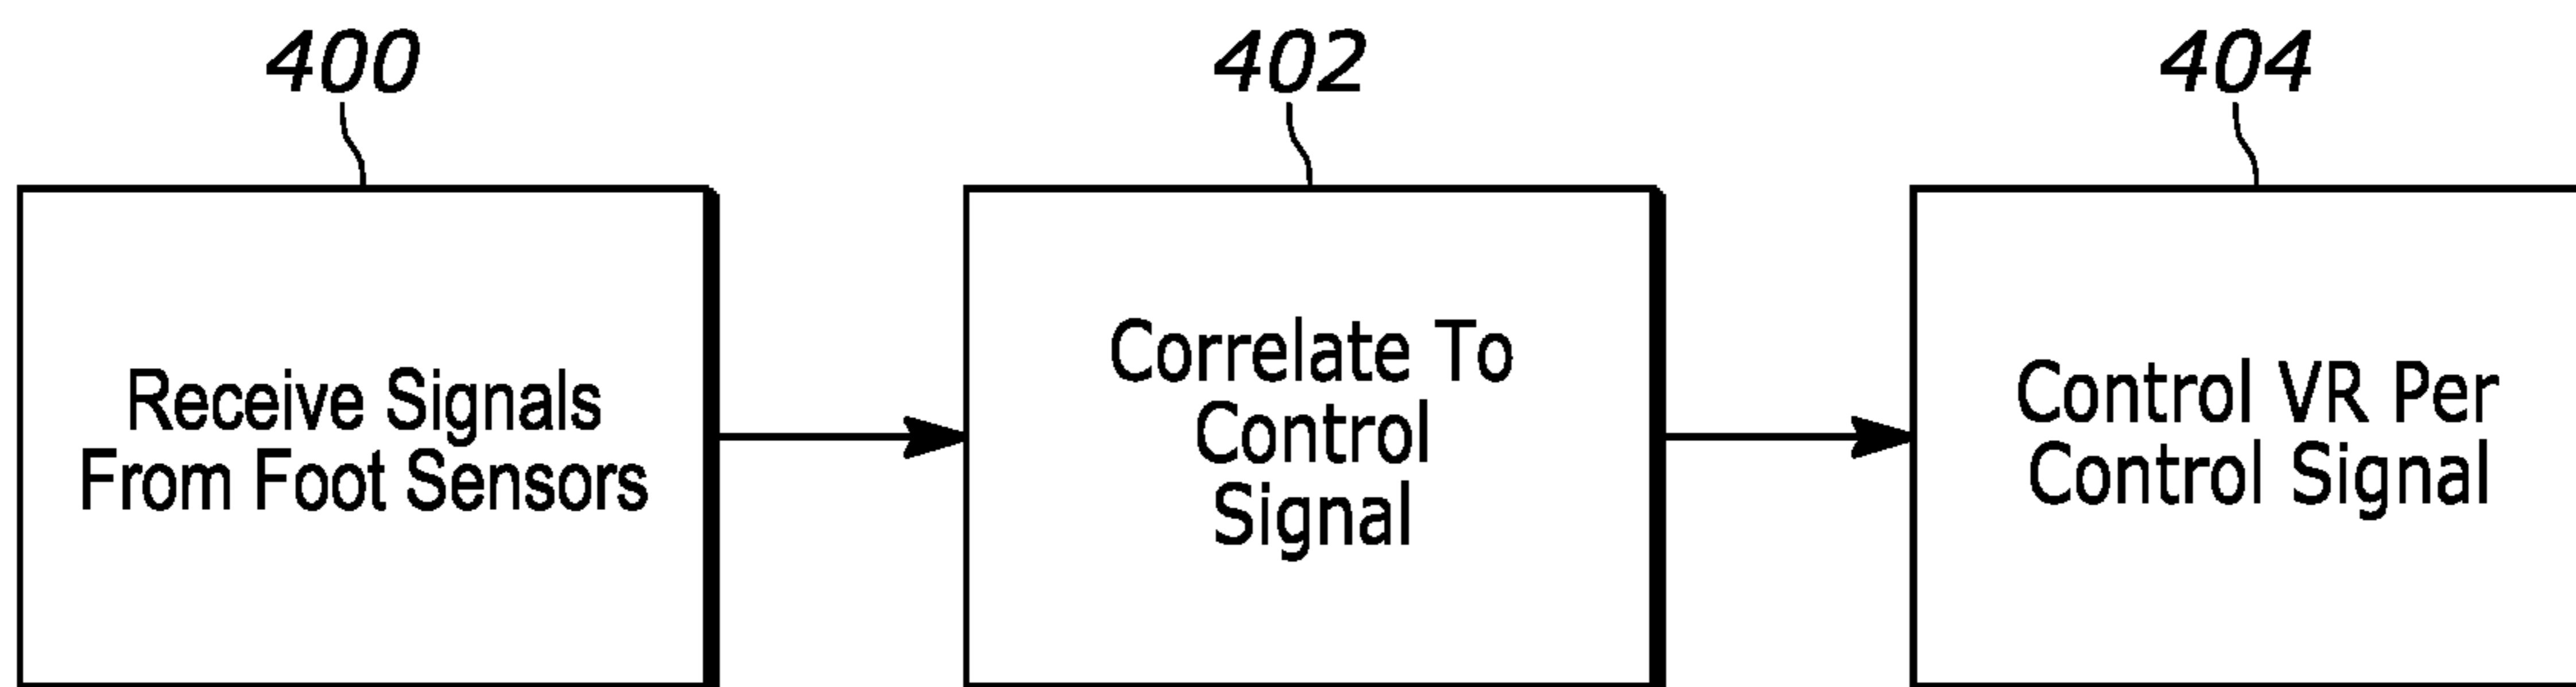 400
402
404
Receive Signals
From Foot Sensors
Correlate To
Control
Signal
Control VR Per
Control Signal